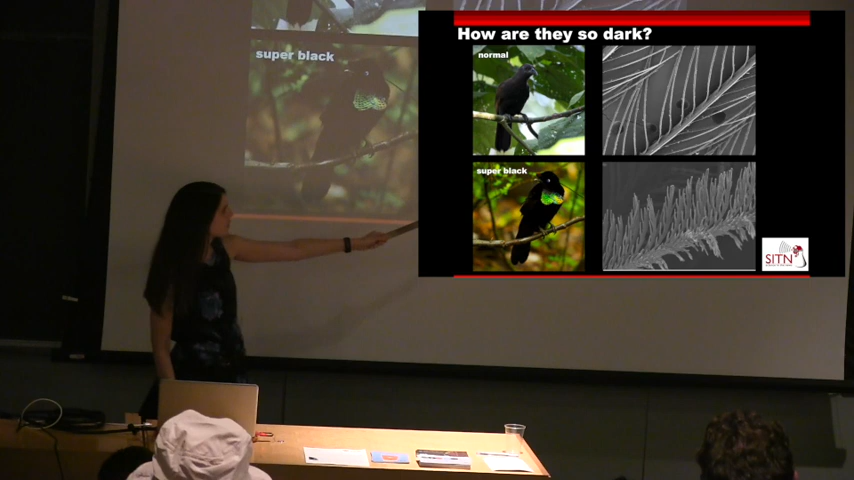 How are they so dark?
super black
normal
super black
SITN